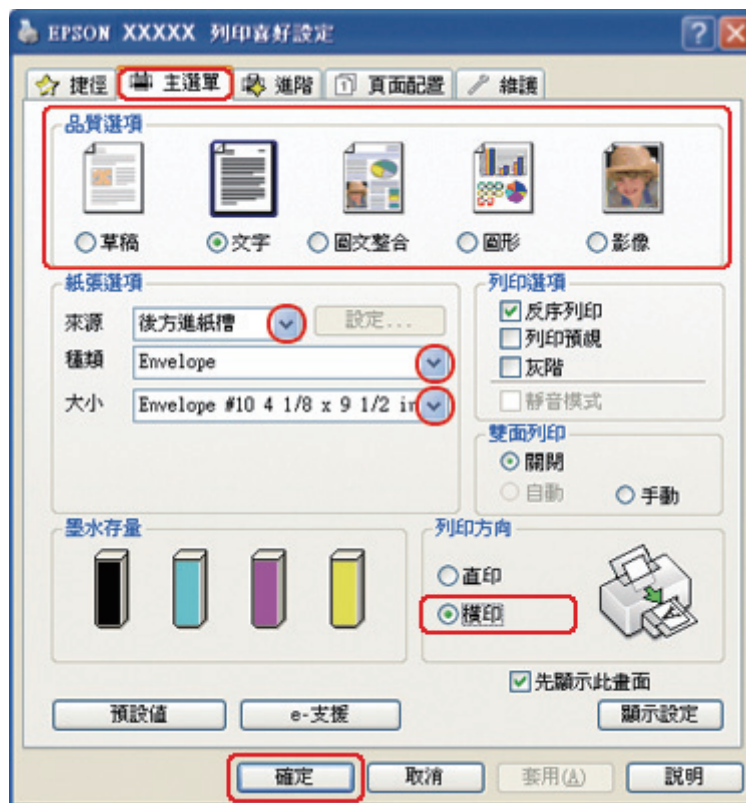 EPSON XXXXX 列印喜好設定
捷徑 主選單 進階 頁面配置 維護
品質選項
草稿 文字 圖文整合 圖形 影像
紙張選項
來源 後方進紙槽 設定...
種類 Envelope
大小 Envelope #10 4 1/8 x 9 1/2 in
列印選項
反序列印
列印預視
灰階
靜音模式
雙面列印
關閉
自動 手動
墨水存量
列印方向
直印
橫印
先顯示此畫面
預設值 e-支援 顯示設定
確定 取消 套用(A) 說明